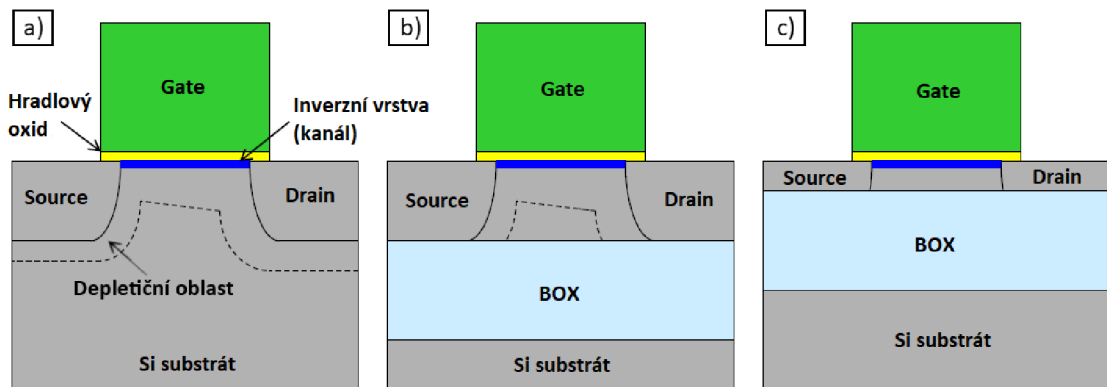 a)
Gate
Hradlový
oxid
Inverzní vrstva
(kanál)
Source
Drain
Depletiční oblast
Si substrát
b)
Gate
Source
Drain
BOX
Si substrát
c)
Gate
Source
Drain
BOX
Si substrát